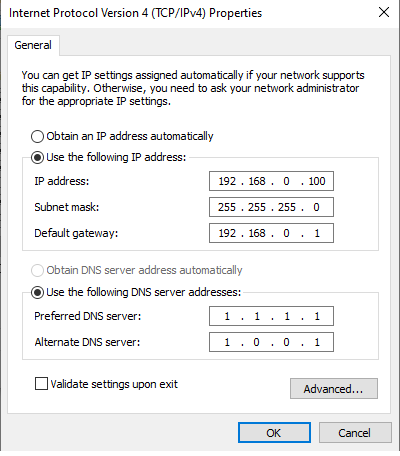 Internet Protocol Version 4 (TCP/IPv4) Properties
General
You can get IP settings assigned automatically if your network supports
this capability. Otherwise, you need to ask your network administrator
for the appropriate IP settings.
Obtain an IP address automatically
Use the following IP address:
IP address: 192 . 168 . 0 . 100
Subnet mask: 255 . 255 . 255 . 0
Default gateway: 192 . 168 . 0 . 1
Obtain DNS server address automatically
Use the following DNS server addresses:
Preferred DNS server: 1 . 1 . 1 . 1
Alternate DNS server: 1 . 0 . 0 . 1
Validate settings upon exit
Advanced...
OK Cancel